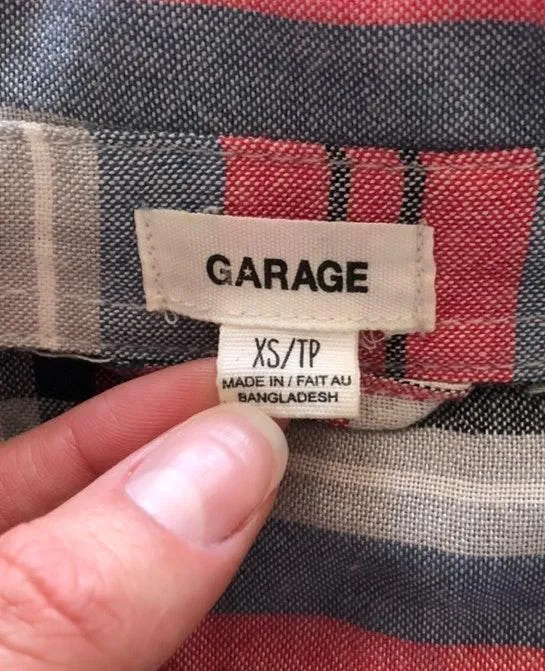 GARAGE
XS/TP
MADE IN / FAIT AU
BANGLADESH